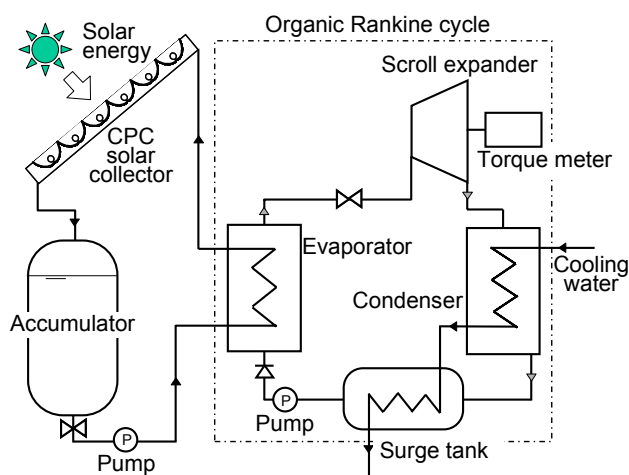 Organic Rankine cycle
Solar
energy
Scroll expander
CPC
solar
collector
Torque meter
Evaporator
Cooling
water
Condenser
Accumulator
P
Pump
P
Pump
Surge tank